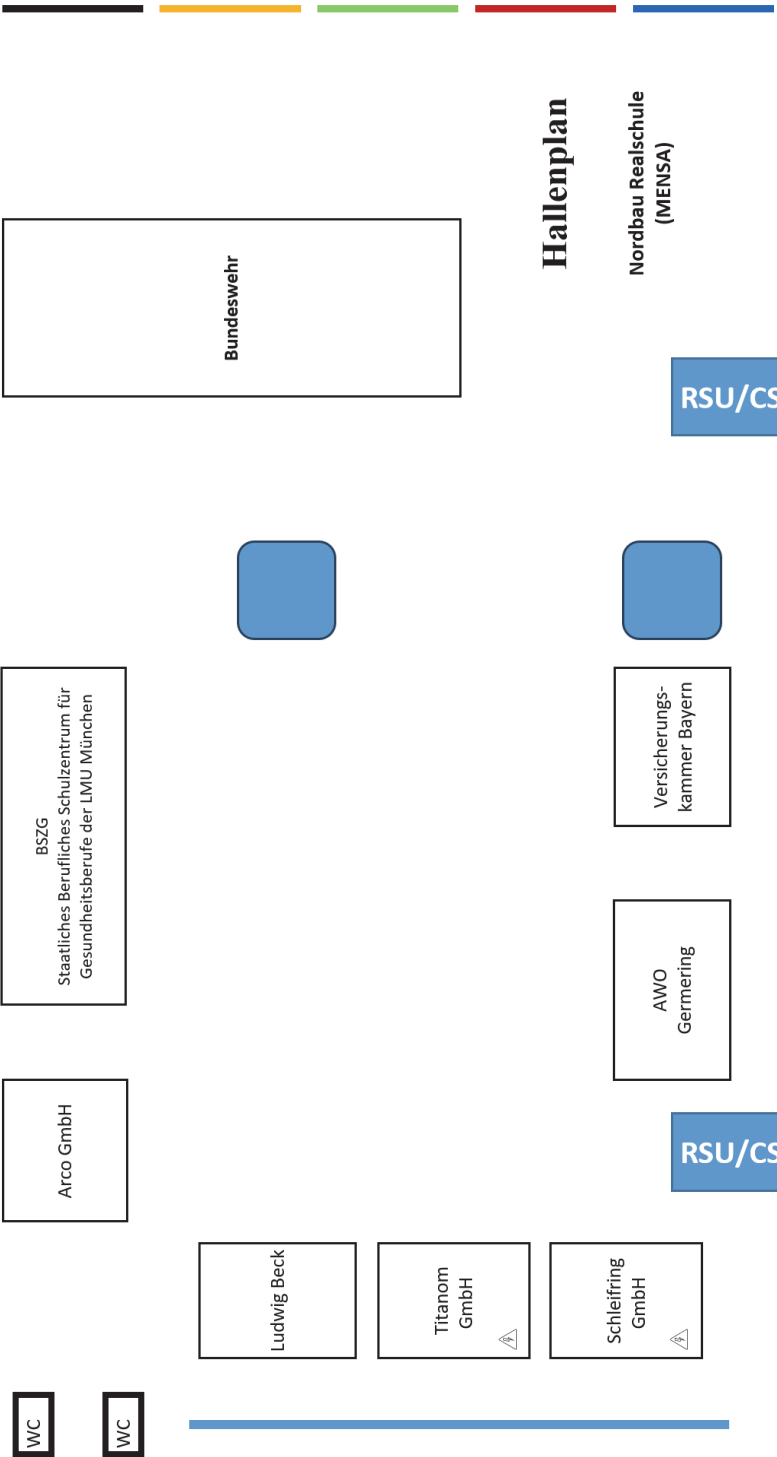 Hallenplan
Nordbau Realschule
(MENSA)
Bundeswehr
RSU/CS
BSZG
Staatliches Berufliches Schulzentrum für
Gesundheitsberufe der LMU München
Versicherungs-
kammer Bayern
AWO
Germering
Arco GmbH
RSU/CS
Ludwig Beck
Titanom
GmbH
Schleifring
GmbH
WC
WC